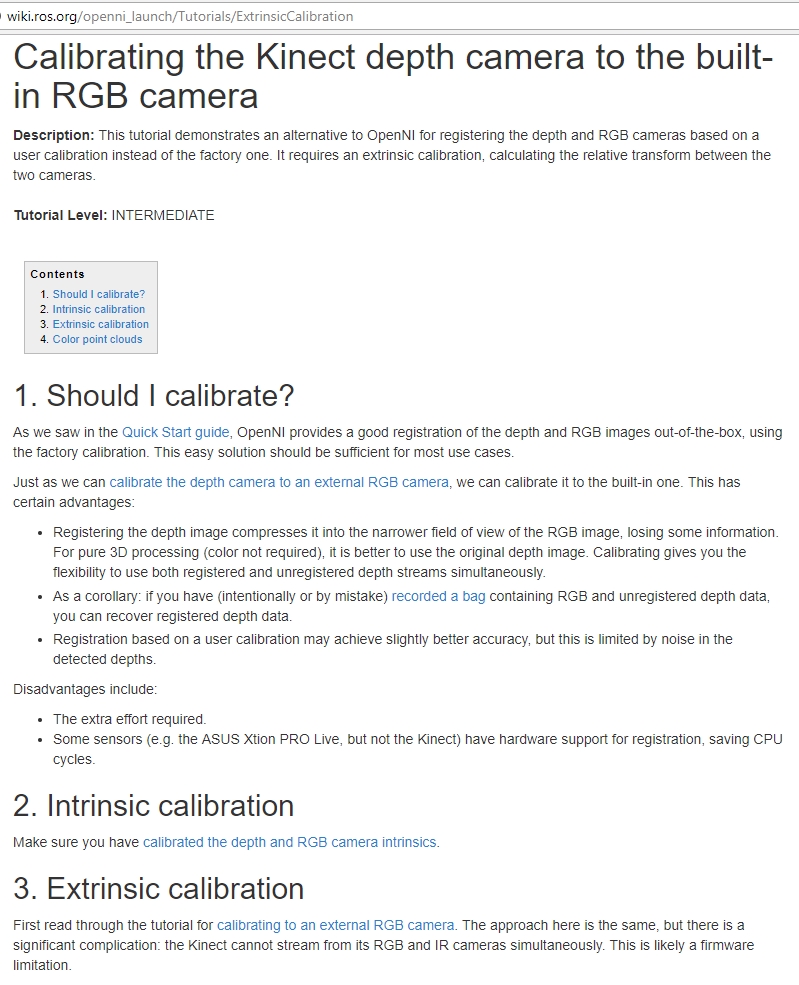 wiki.ros.org/openni_launch/Tutorials/ExtrinsicCalibration
Calibrating the Kinect depth camera to the built-
in RGB camera
Description: This tutorial demonstrates an alternative to OpenNI for registering the depth and RGB cameras based on a
user calibration instead of the factory one. It requires an extrinsic calibration, calculating the relative transform between the
two cameras.
Tutorial Level: INTERMEDIATE
Contents
1. Should I calibrate?
2. Intrinsic calibration
3. Extrinsic calibration
4. Color point clouds
1. Should I calibrate?
As we saw in the Quick Start guide, OpenNI provides a good registration of the depth and RGB images out-of-the-box, using
the factory calibration. This easy solution should be sufficient for most use cases.
Just as we can calibrate the depth camera to an external RGB camera, we can calibrate it to the built-in one. This has
certain advantages:
• Registering the depth image compresses it into the narrower field of view of the RGB image, losing some information.
For pure 3D processing (color not required), it is better to use the original depth image. Calibrating gives you the
flexibility to use both registered and unregistered depth streams simultaneously.
• As a corollary: if you have (intentionally or by mistake) recorded a bag containing RGB and unregistered depth data,
you can recover registered depth data.
• Registration based on a user calibration may achieve slightly better accuracy, but this is limited by noise in the
detected depths.
Disadvantages include:
• The extra effort required.
• Some sensors (e.g. the ASUS Xtion PRO Live, but not the Kinect) have hardware support for registration, saving CPU
cycles.
2. Intrinsic calibration
Make sure you have calibrated the depth and RGB camera intrinsics.
3. Extrinsic calibration
First read through the tutorial for calibrating to an external RGB camera. The approach here is the same, but there is a
significant complication: the Kinect cannot stream from its RGB and IR cameras simultaneously. This is likely a firmware
limitation.